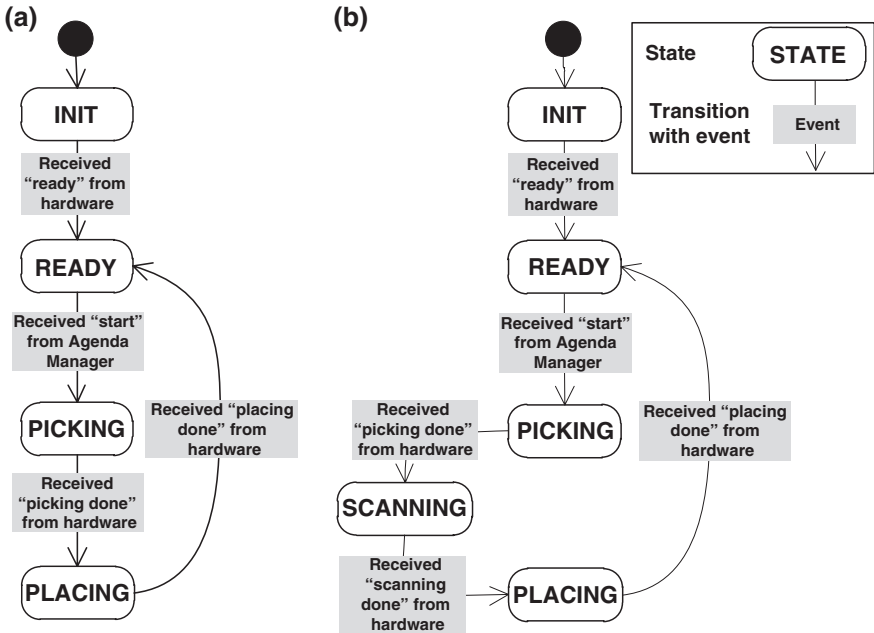 (a)
INIT
Received
“ready” from
hardware
READY
Received “start”
from Agenda
Manager
PICKING
Received “placing
done” from
hardware
Received
“picking done”
from hardware
PLACING
(b)
INIT
Received
“ready” from
hardware
READY
Received “start”
from Agenda
Manager
PICKING
Received
“picking done”
from hardware
SCANNING
Received
“scanning
done” from
hardware
PLACING
Received “placing
done” from
hardware
State
STATE
Transition
with event
Event